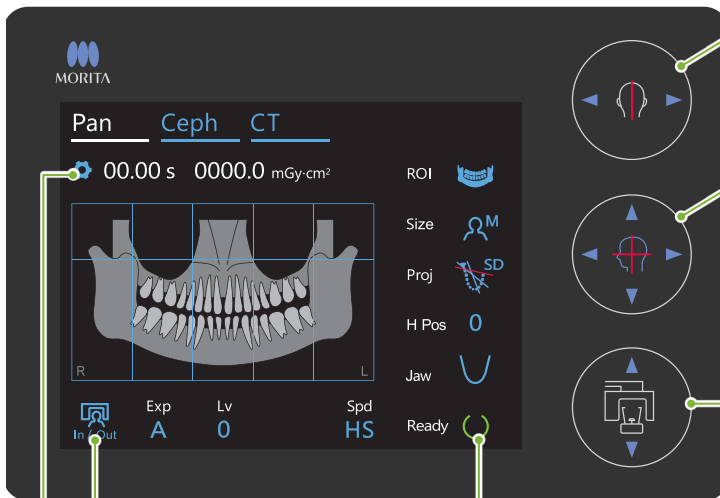 MORITA
Pan Ceph CT
00.00 s 0000.0 mGy·cm²
ROI
Size M
Proj SD
H Pos 0
Jaw
R L
In / Out
Exp Lv Spd
A 0 HS
Ready